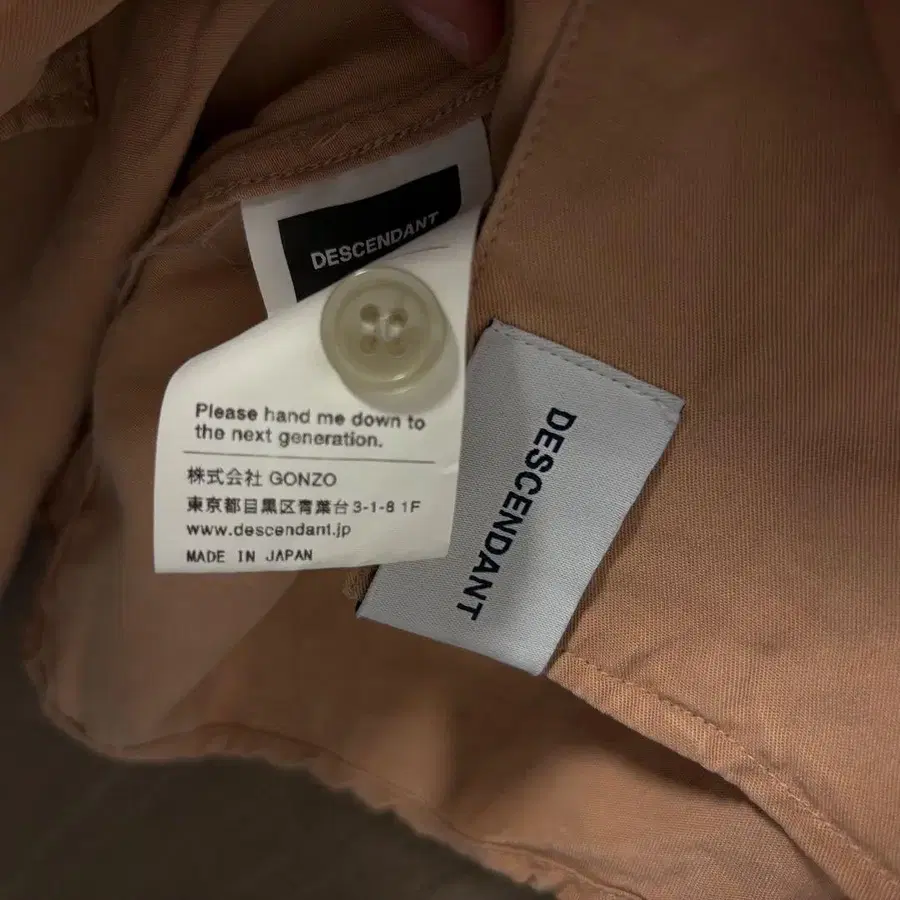 DESCENDANT
Please hand me down to
the next generation.
株式会社 GONZO
東京都目黒区青葉台3-1-8 1F
www.descendant.jp
MADE IN JAPAN
DESCENDANT